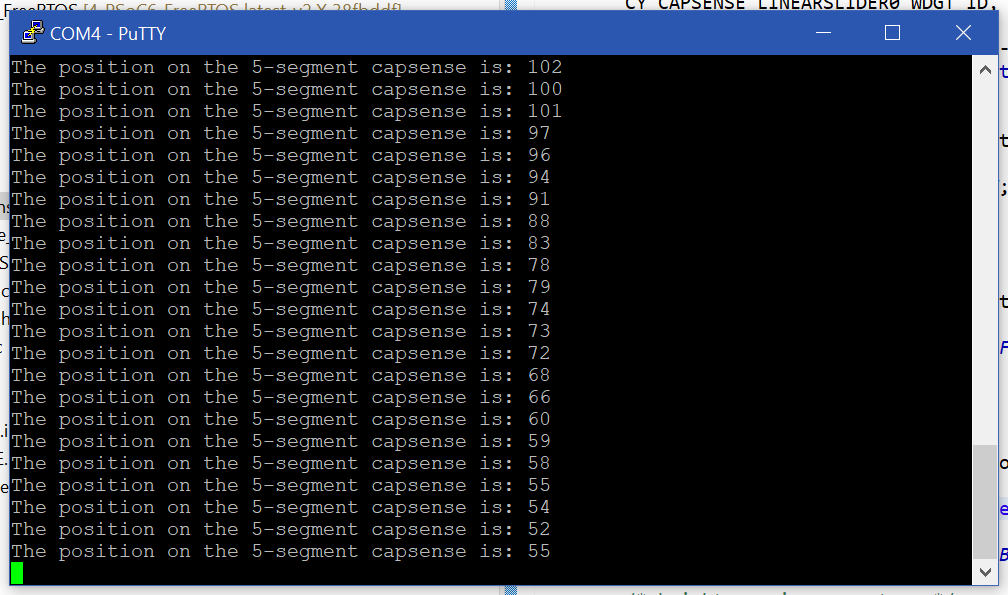 CY_CAPSENSE_LINEARSLIDER0_WDGT_ID,
COM4 - PuTTY
The position on the 5-segment capsense is: 102
The position on the 5-segment capsense is: 100
The position on the 5-segment capsense is: 101
The position on the 5-segment capsense is: 97
The position on the 5-segment capsense is: 96
The position on the 5-segment capsense is: 94
The position on the 5-segment capsense is: 91
The position on the 5-segment capsense is: 88
The position on the 5-segment capsense is: 83
The position on the 5-segment capsense is: 78
The position on the 5-segment capsense is: 79
The position on the 5-segment capsense is: 74
The position on the 5-segment capsense is: 73
The position on the 5-segment capsense is: 72
The position on the 5-segment capsense is: 68
The position on the 5-segment capsense is: 66
The position on the 5-segment capsense is: 60
The position on the 5-segment capsense is: 59
The position on the 5-segment capsense is: 58
The position on the 5-segment capsense is: 55
The position on the 5-segment capsense is: 54
The position on the 5-segment capsense is: 52
The position on the 5-segment capsense is: 55